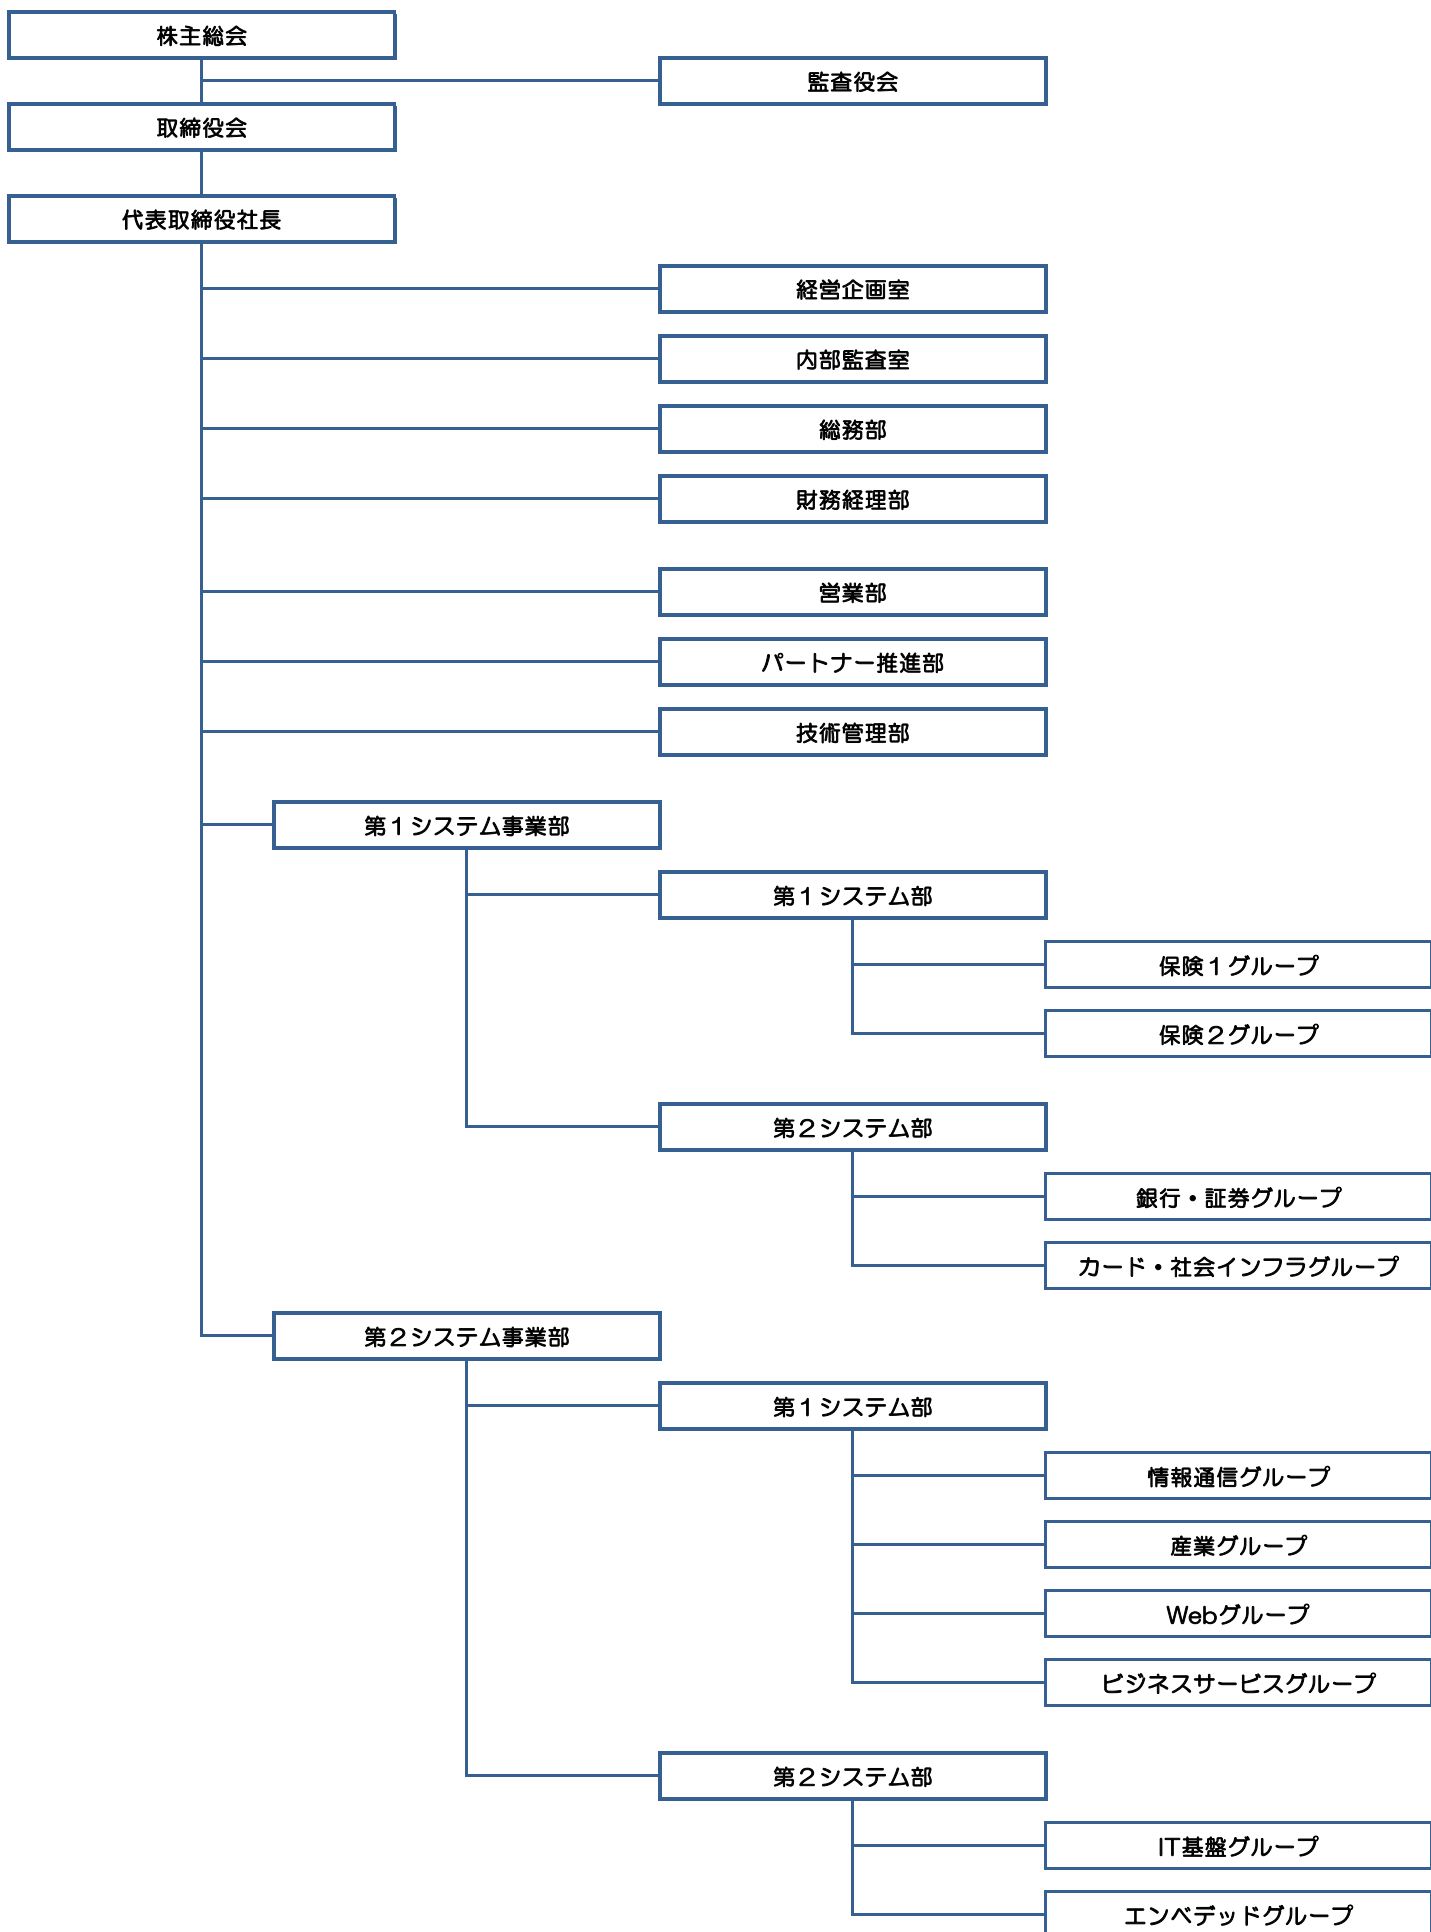 株主総会
監査役会
取締役会
代表取締役社長
経営企画室
内部監査室
総務部
財務経理部
営業部
パートナー推進部
技術管理部
第１システム事業部
第１システム部
保険１グループ
保険２グループ
第２システム部
銀行・証券グループ
カード・社会インフラグループ
第２システム事業部
第１システム部
情報通信グループ
産業グループ
Webグループ
ビジネスサービスグループ
第２システム部
IT基盤グループ
エンベデッドグループ